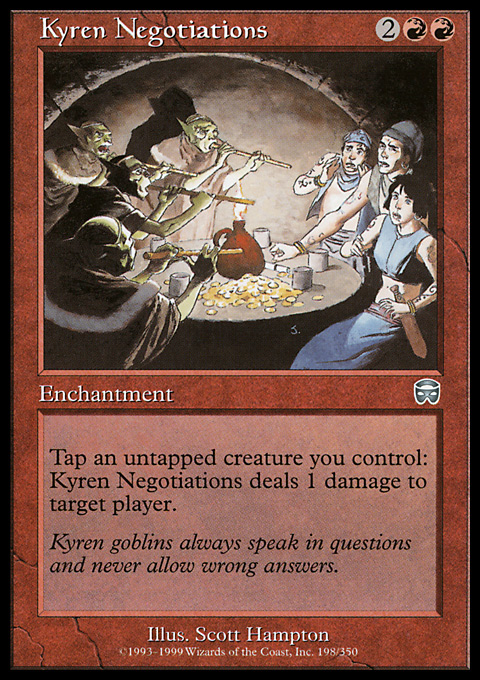 Kyren Negotiations 2
Enchantment
Tap an untapped creature you control:
Kyren Negotiations deals 1 damage to
target player.
Kyren goblins always speak in questions
and never allow wrong answers.
Illus. Scott Hampton
©1993–1999 Wizards of the Coast, Inc. 198/350